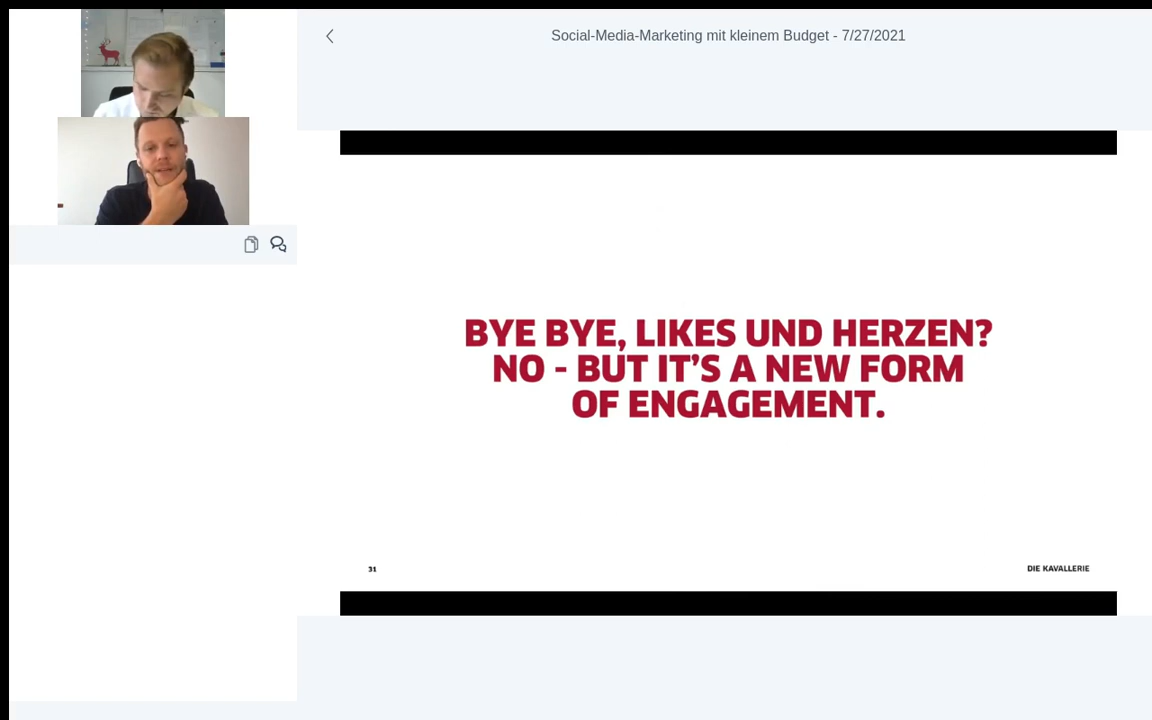 Social-Media-Marketing mit kleinem Budget - 7/27/2021
BYE BYE, LIKES UND HERZEN?
NO - BUT IT’S A NEW FORM
OF ENGAGEMENT.
31
DIE KAVALLERIE